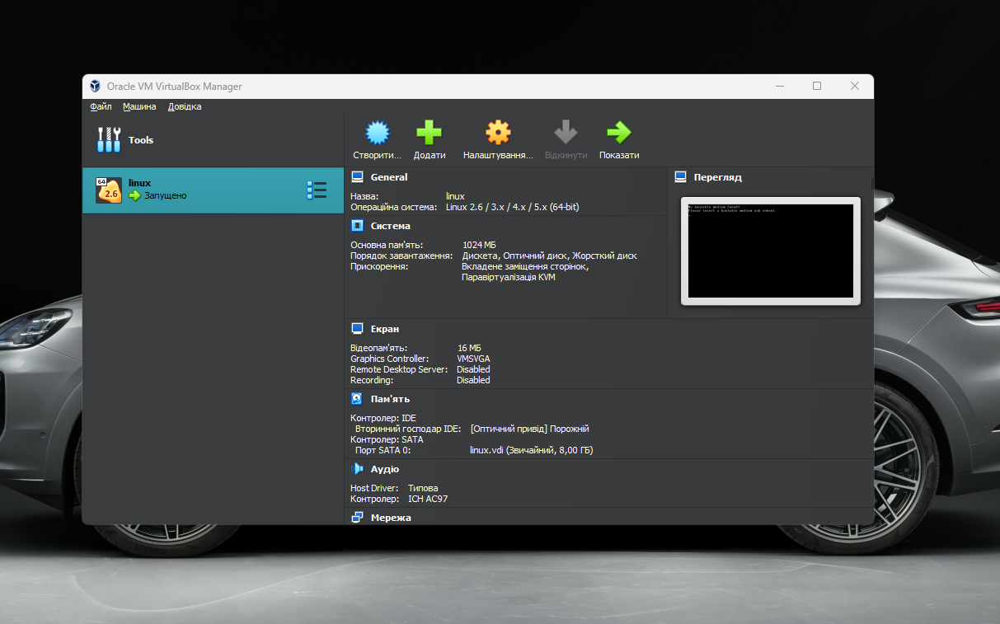 Oracle VM VirtualBox Manager
Файл Машина Довідка
Tools
Створити... Додати Налаштування... Відкинути Показати
64
2.6
linux
Запущено
General
Назва: linux
Операційна система: Linux 2.6 / 3.x / 4.x / 5.x (64-bit)
Система
Основна пам'ять: 1024 МБ
Порядок завантаження: Дискета, Оптичний диск, Жорсткий диск
Прискорення: Вкладене заміщення сторінок,
Паравіртуалізація KVM
Перегляд
No bootable medium found!
Please insert a bootable medium and reboot.
Екран
Відеопам'ять: 16 МБ
Graphics Controller: VMSVGA
Remote Desktop Server: Disabled
Recording: Disabled
Пам'ять
Контролер: IDE
Вторинний господар IDE: [Оптичний привід] Порожній
Контролер: SATA
Порт SATA 0: linux.vdi (Звичайний, 8,00 ГБ)
Аудіо
Host Driver: Типова
Контролер: ICH AC97
Мережа